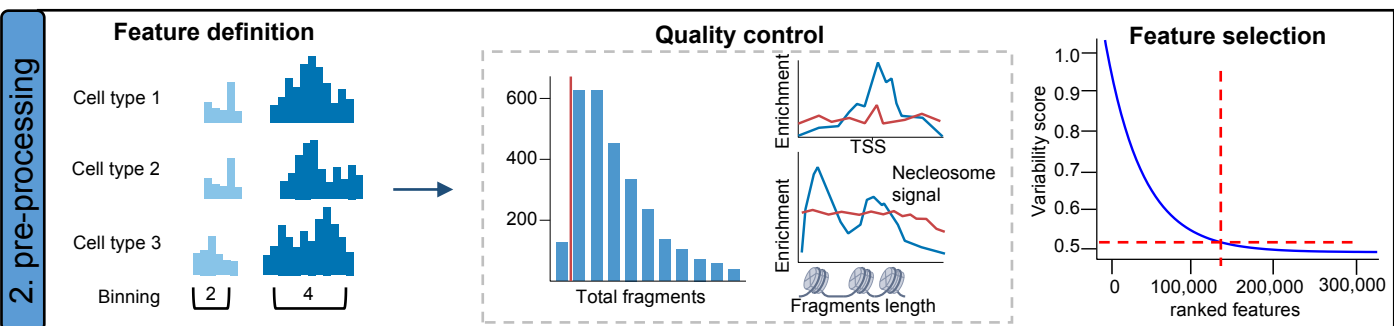 2. pre-processing
Feature definition
Cell type 1
Cell type 2
Cell type 3
Binning
2
4
Quality control
600
400
200
Total fragments
Enrichment
TSS
Enrichment
Necleosome
signal
Fragments length
Feature selection
Variability score
1.0
0.9
0.8
0.7
0.6
0.5
0
100,000
200,000
300,000
ranked features